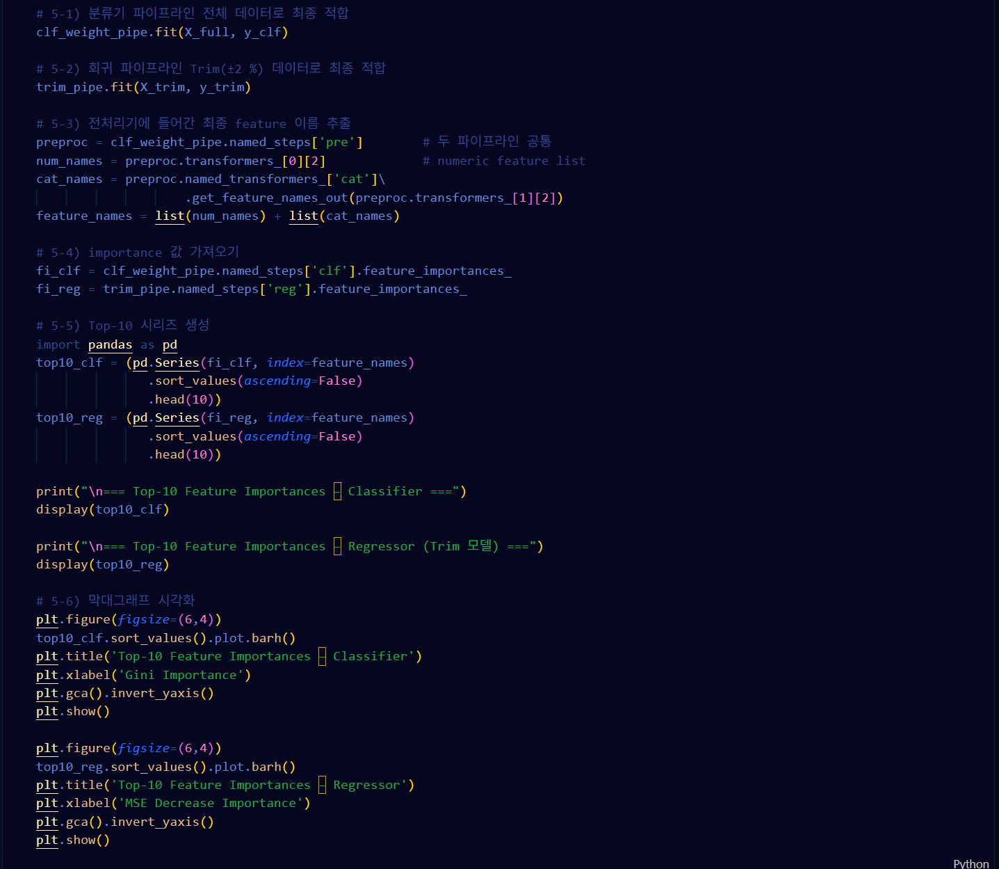 # 5-1) 분류기 파이프라인 전체 데이터로 최종 적합
clf_weight_pipe.fit(X_full, y_clf)
# 5-2) 회귀 파이프라인 Trim(±2 %) 데이터로 최종 적합
trim_pipe.fit(X_trim, y_trim)
# 5-3) 전처리기에 들어간 최종 feature 이름 추출
preproc = clf_weight_pipe.named_steps['pre']        # 두 파이프라인 공통
num_names = preproc.transformers_[0][2]             # numeric feature list
cat_names = preproc.named_transformers_['cat']\
                    .get_feature_names_out(preproc.transformers_[1][2])
feature_names = list(num_names) + list(cat_names)
# 5-4) importance 값 가져오기
fi_clf = clf_weight_pipe.named_steps['clf'].feature_importances_
fi_reg = trim_pipe.named_steps['reg'].feature_importances_
# 5-5) Top-10 시리즈 생성
import pandas as pd
top10_clf = (pd.Series(fi_clf, index=feature_names)
               .sort_values(ascending=False)
               .head(10))
top10_reg = (pd.Series(fi_reg, index=feature_names)
               .sort_values(ascending=False)
               .head(10))
print("\n=== Top-10 Feature Importances – Classifier ===")
display(top10_clf)
print("\n=== Top-10 Feature Importances – Regressor (Trim 모델) ===")
display(top10_reg)
# 5-6) 막대그래프 시각화
plt.figure(figsize=(6,4))
top10_clf.sort_values().plot.barh()
plt.title('Top-10 Feature Importances – Classifier')
plt.xlabel('Gini Importance')
plt.gca().invert_yaxis()
plt.show()
plt.figure(figsize=(6,4))
top10_reg.sort_values().plot.barh()
plt.title('Top-10 Feature Importances – Regressor')
plt.xlabel('MSE Decrease Importance')
plt.gca().invert_yaxis()
plt.show()
Python